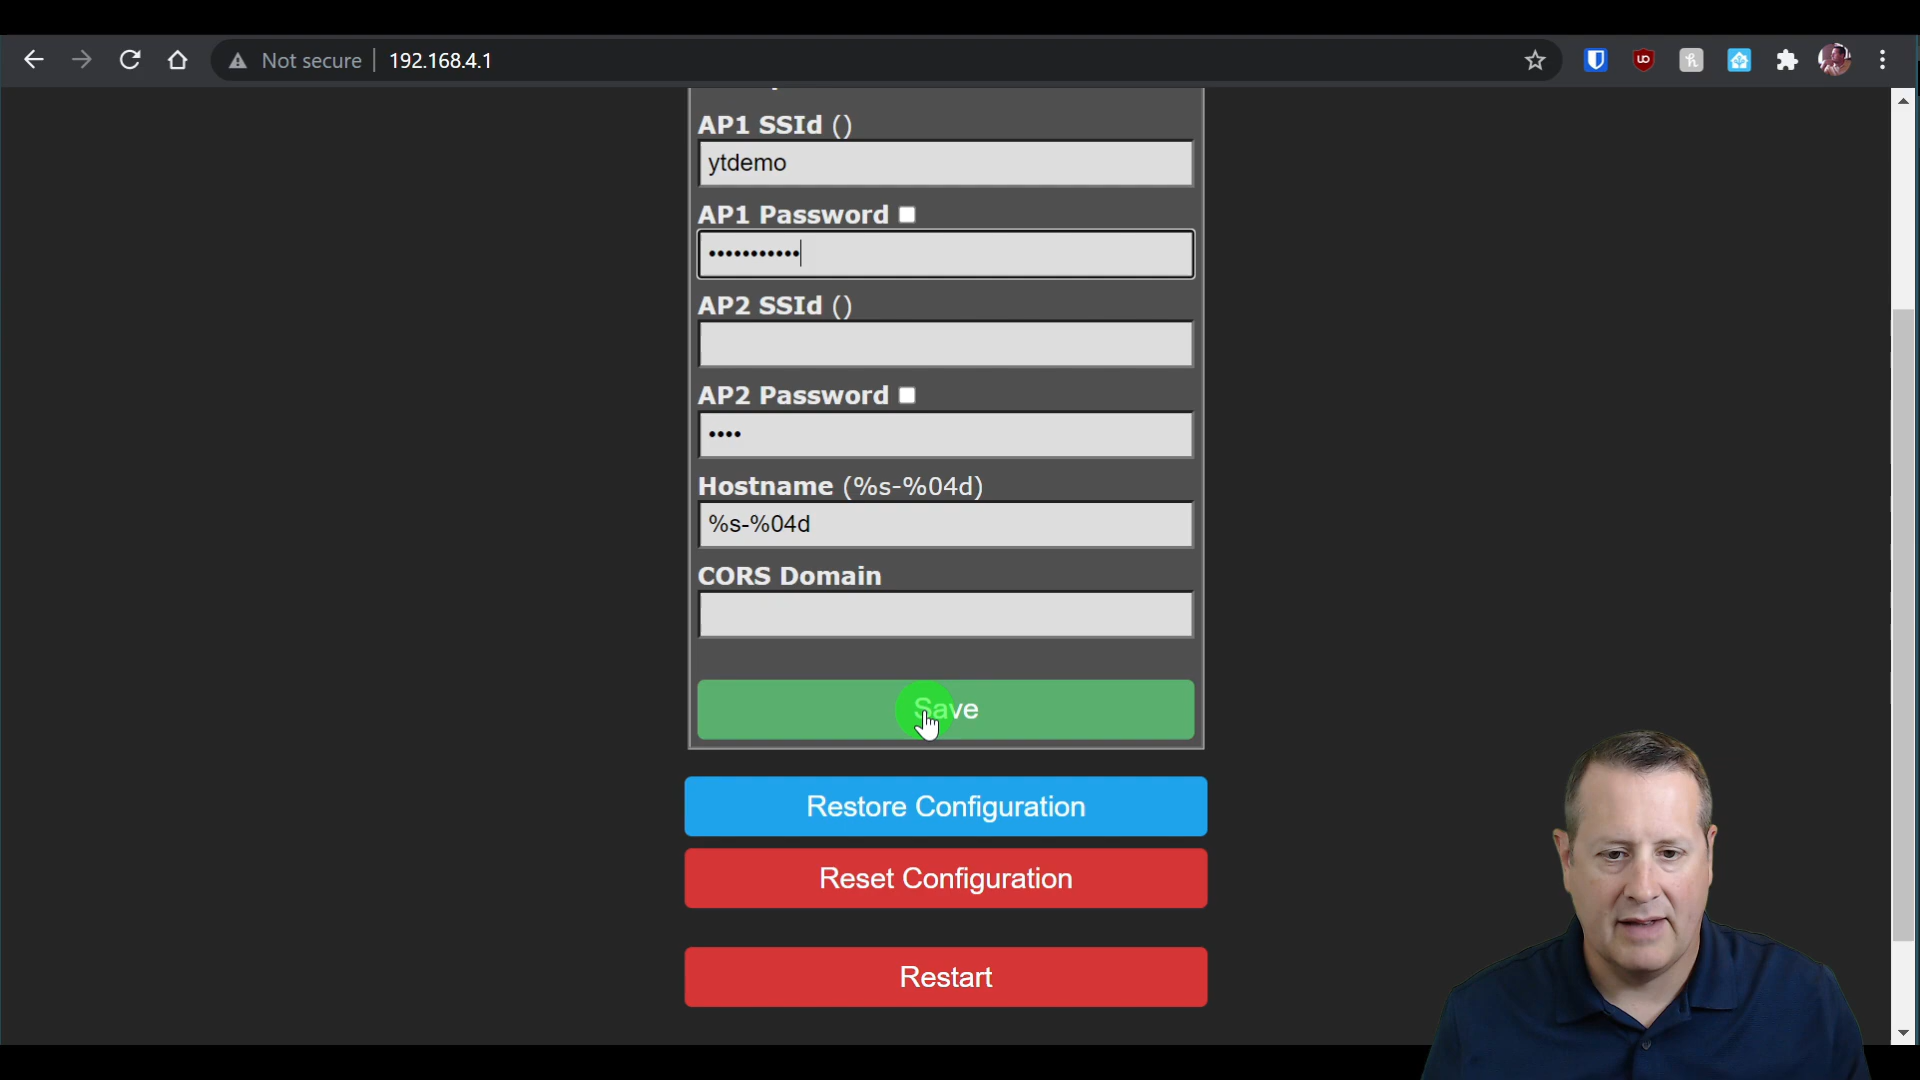 Not secure
192.168.4.1
AP1 SSId ()
ytdemo
AP1 Password
•••••••••••
AP2 SSId ()
AP2 Password
••••
Hostname (%s-%04d)
%s-%04d
CORS Domain
Save
Restore Configuration
Reset Configuration
Restart